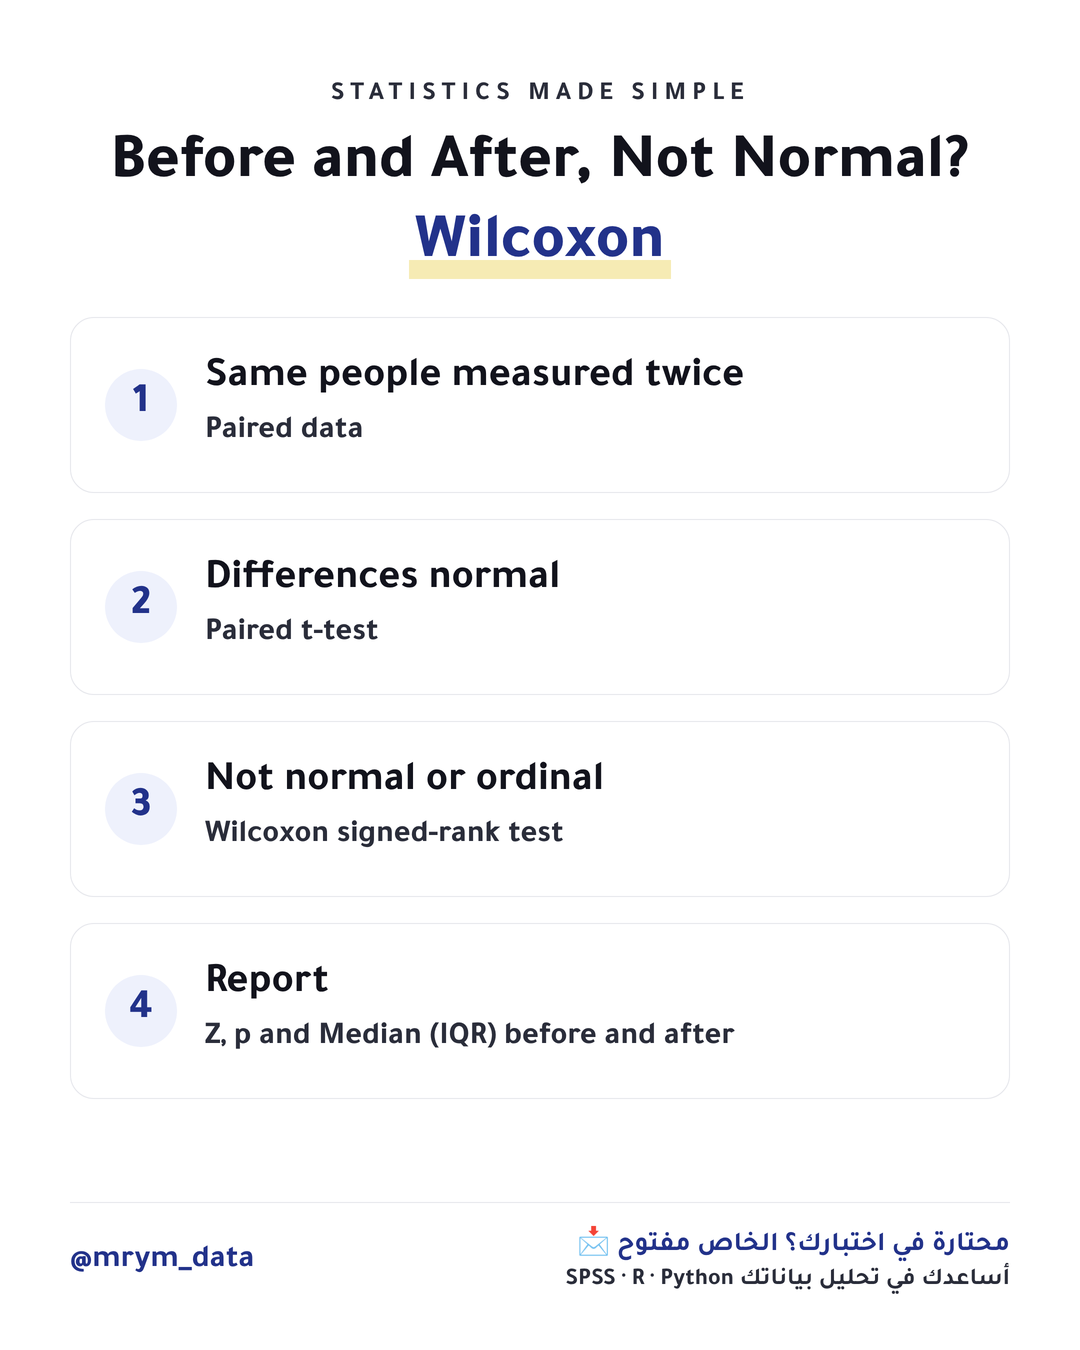 STATISTICS MADE SIMPLE
Before and After, Not Normal?
Wilcoxon
1
Same people measured twice
Paired data
2
Differences normal
Paired t-test
3
Not normal or ordinal
Wilcoxon signed-rank test
4
Report
Z, p and Median (IQR) before and after
محتارة في اختبارك؟ الخاص مفتوح 📩
أساعدك في تحليل بياناتك SPSS · R · Python
@mrym_data